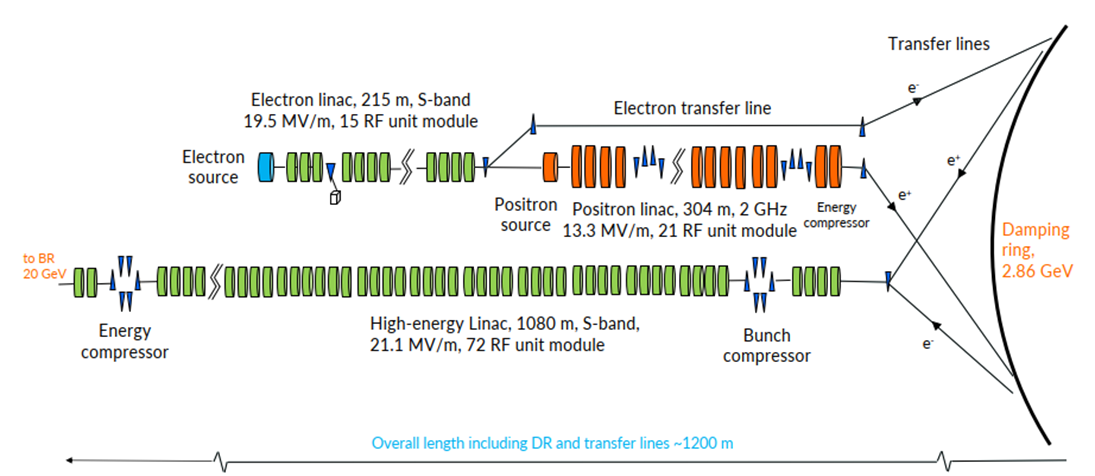 Transfer lines
e-
Electron linac, 215 m, S-band
19.5 MV/m, 15 RF unit module
Electron transfer line
Electron
source
e+
Positron
source
Positron linac, 304 m, 2 GHz
13.3 MV/m, 21 RF unit module
Energy
compressor
e+
Damping
ring,
2.86 GeV
to BR
20 GeV
Energy
compressor
High-energy Linac, 1080 m, S-band,
21.1 MV/m, 72 RF unit module
Bunch
compressor
e-
Overall length including DR and transfer lines ~1200 m